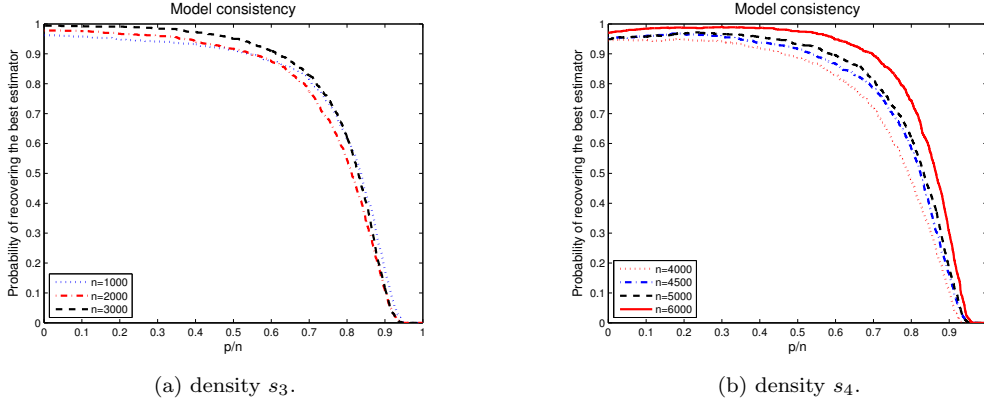 Model consistency
Probability of recovering the best estimator
1
0.9
0.8
0.7
0.6
0.5
0.4
0.3
0.2
0.1
0
n=1000
n=2000
n=3000
0 0.1 0.2 0.3 0.4 0.5 0.6 0.7 0.8 0.9 1
p/n
(a) density s₃.
Model consistency
Probability of recovering the best estimator
1
0.9
0.8
0.7
0.6
0.5
0.4
0.3
0.2
0.1
0
n=4000
n=4500
n=5000
n=6000
0 0.1 0.2 0.3 0.4 0.5 0.6 0.7 0.8 0.9
p/n
(b) density s₄.